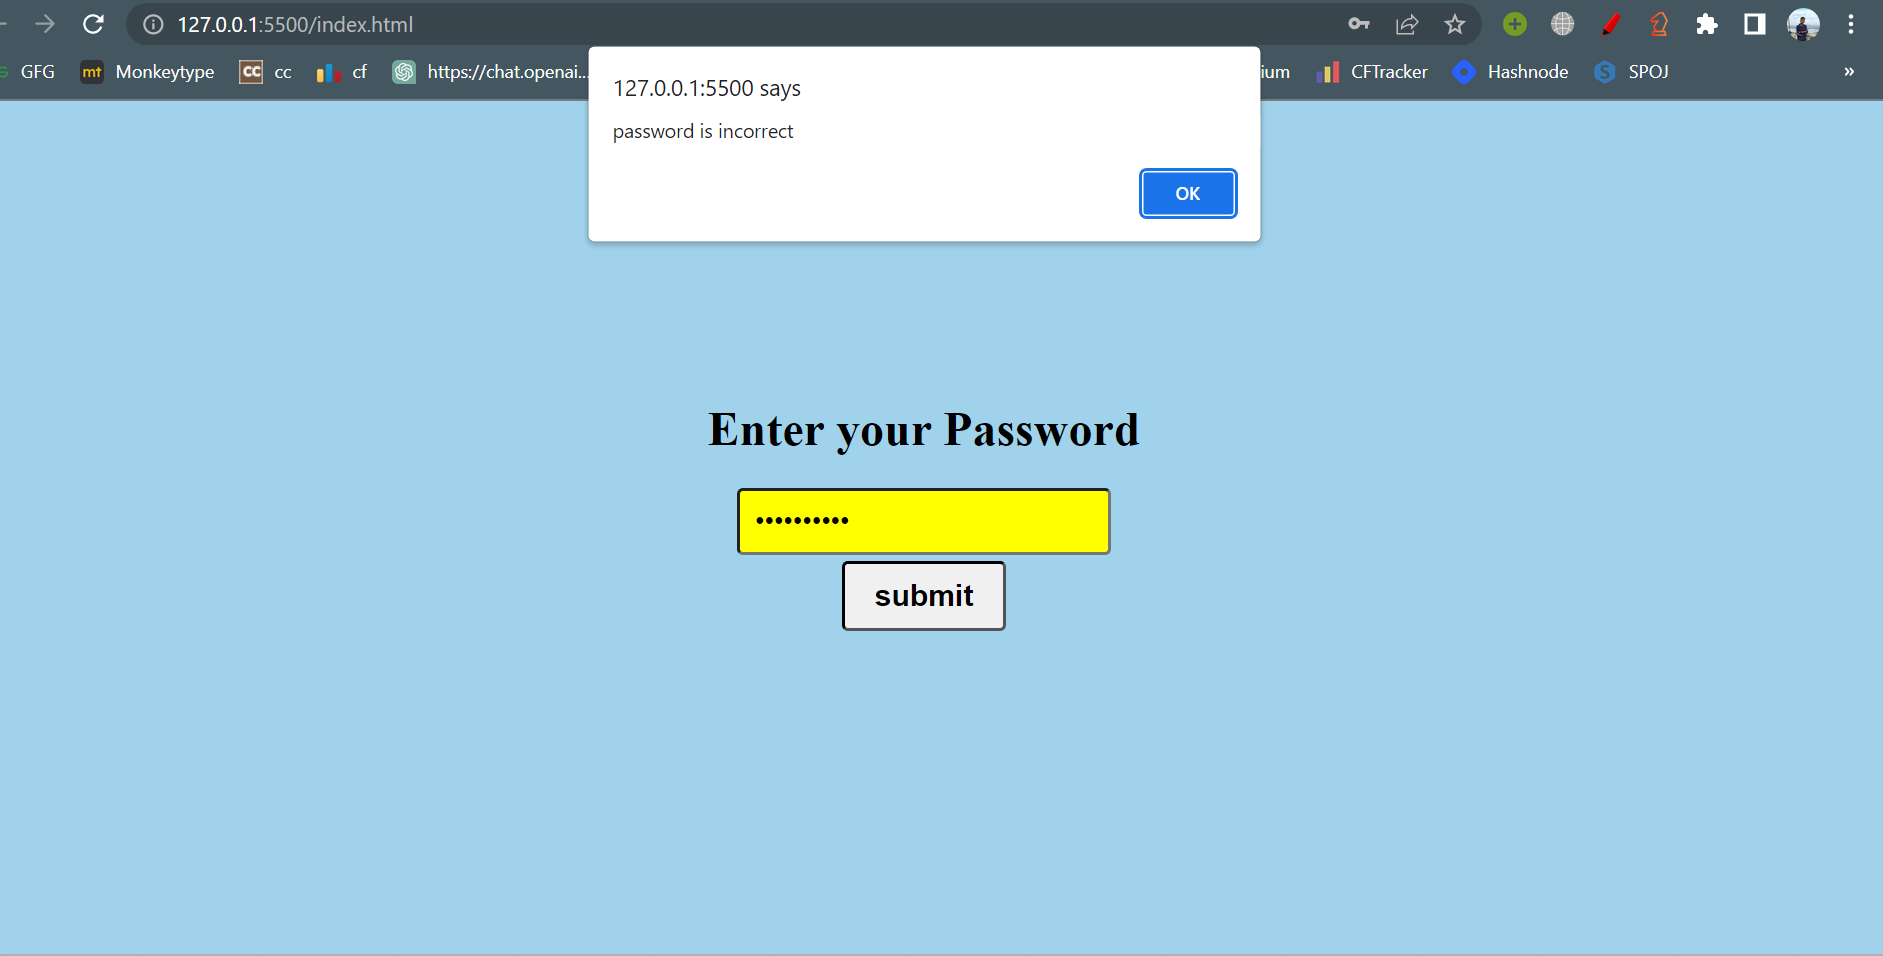 127.0.0.1:5500/index.html
GFG mt Monkeytype CC cc cf https://chat.openai... ium CFTracker Hashnode S SPOJ »
127.0.0.1:5500 says
password is incorrect
OK
Enter your Password
••••••••••
submit